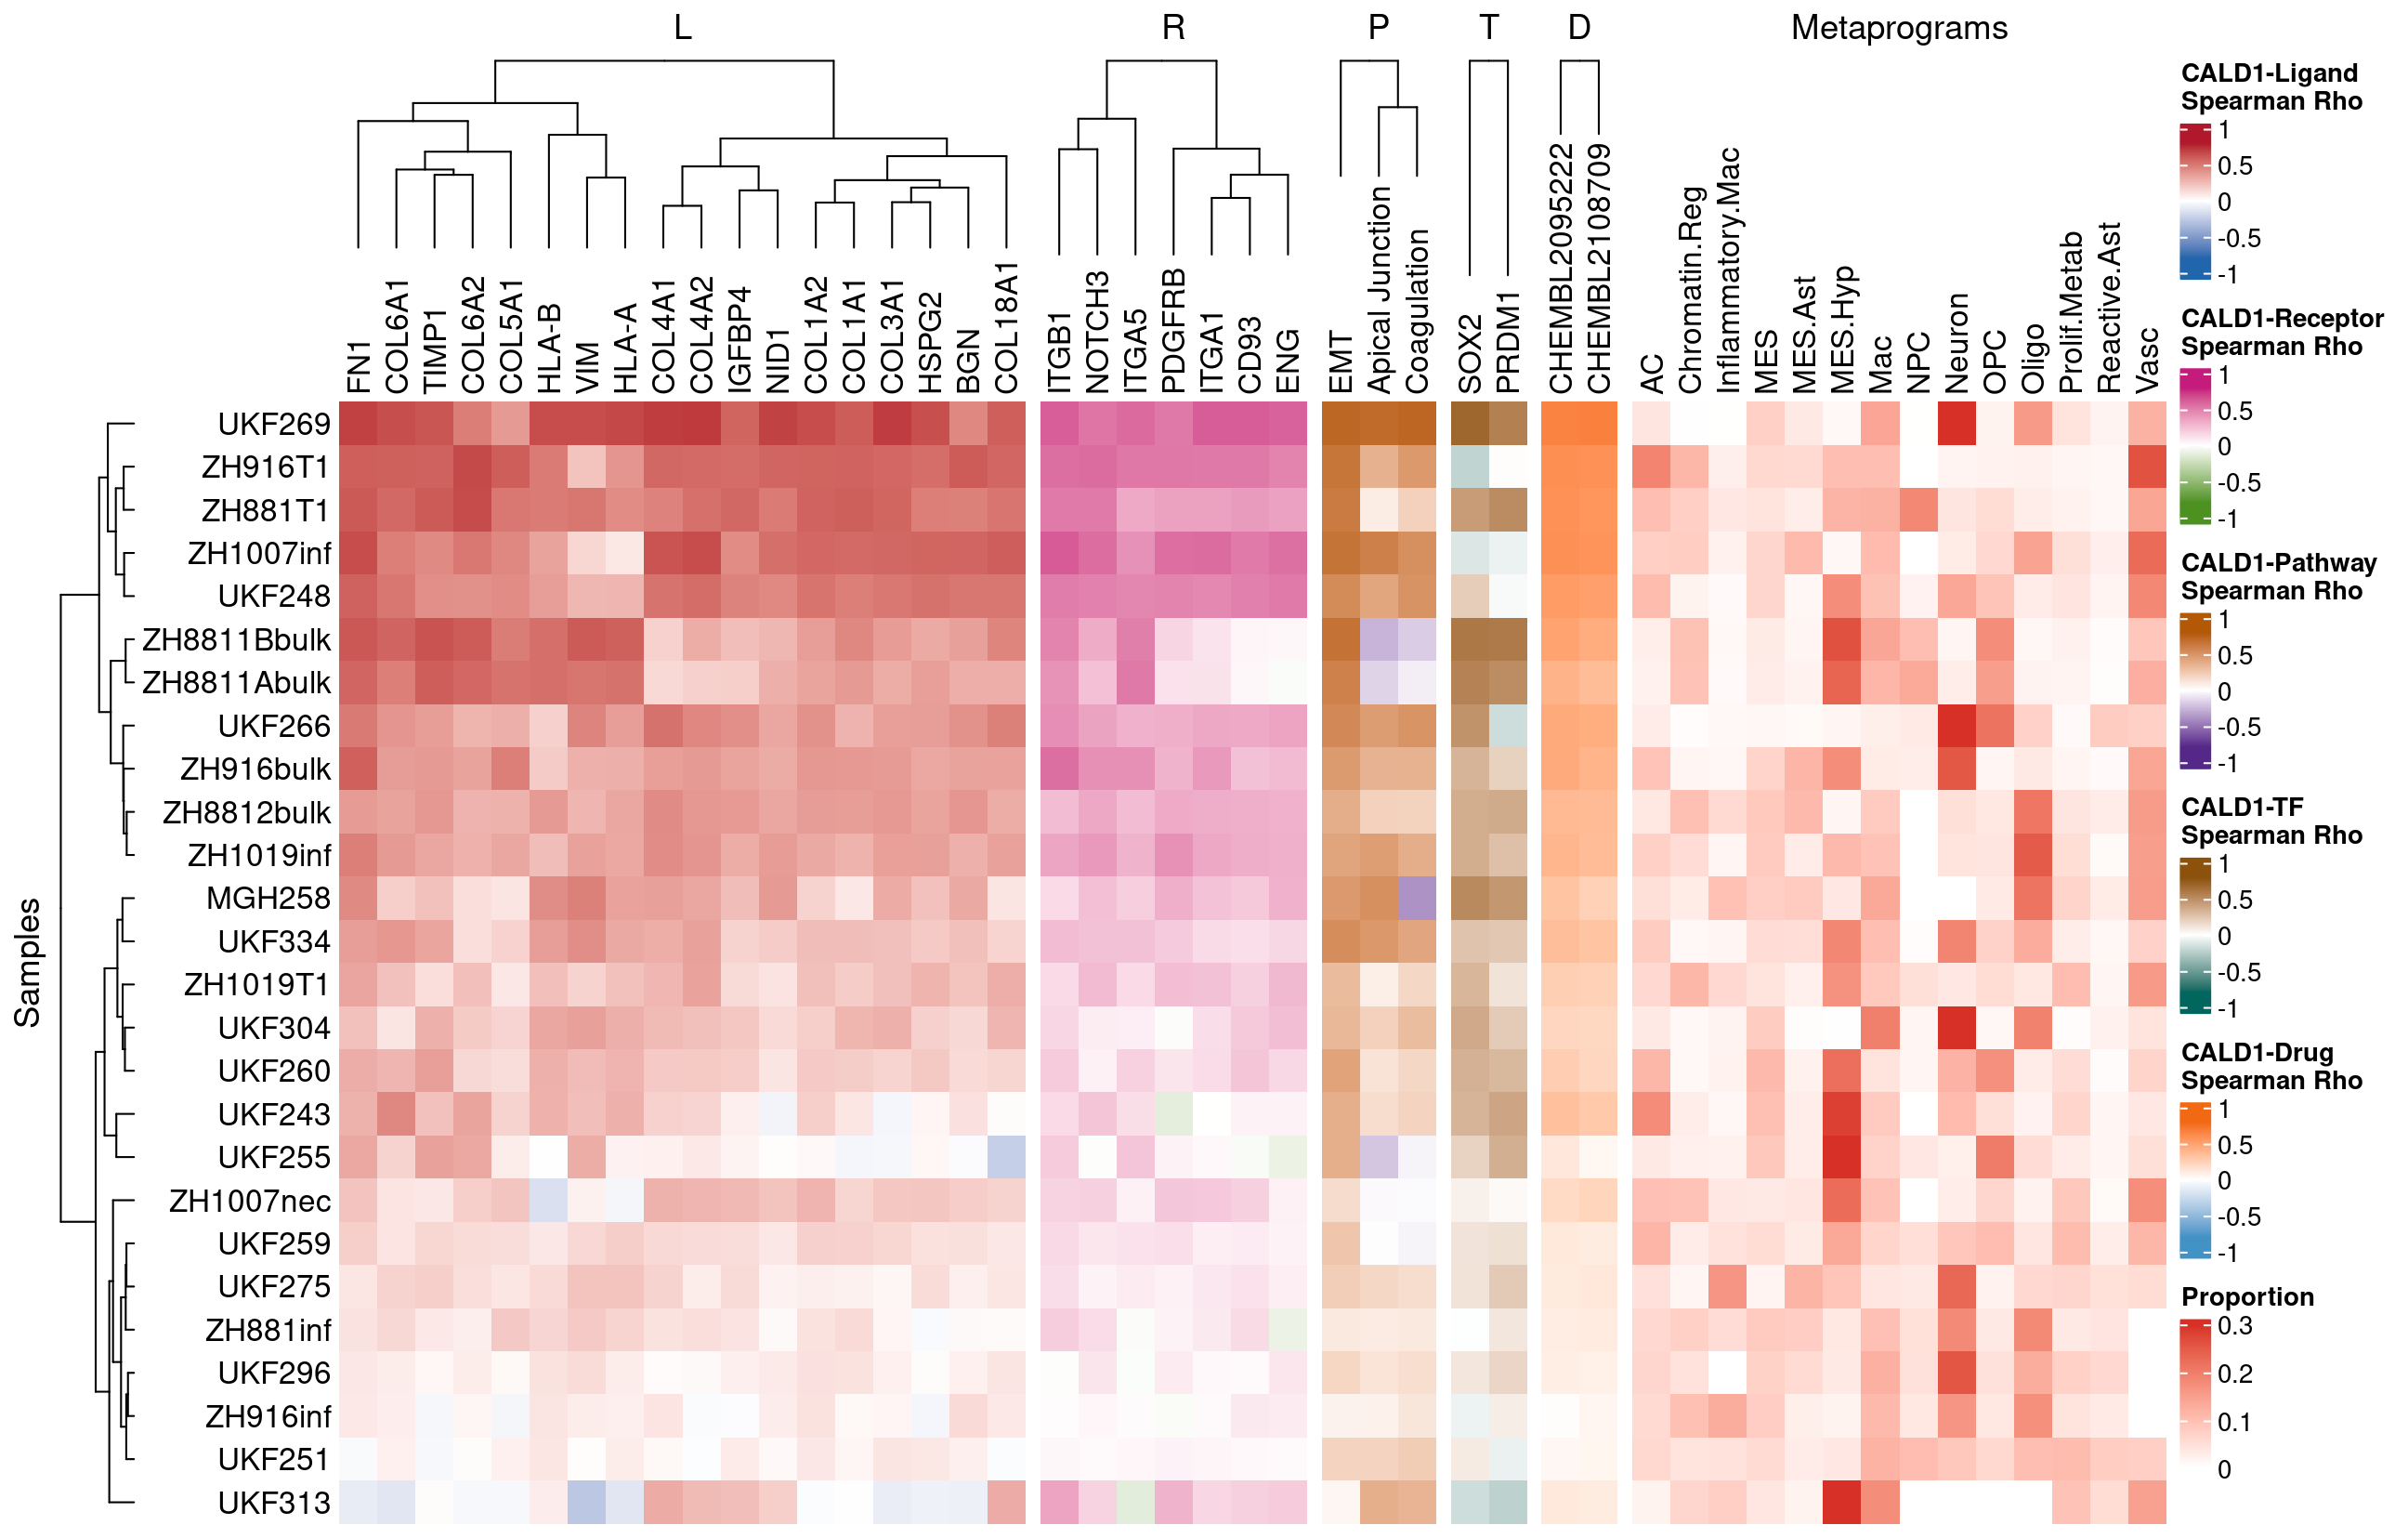 L R P T D Metaprograms
FN1
COL6A1
TIMP1
COL6A2
COL5A1
HLA-B
VIM
HLA-A
COL4A1
COL4A2
IGFBP4
NID1
COL1A2
COL1A1
COL3A1
HSPG2
BGN
COL18A1
ITGB1
NOTCH3
ITGA5
PDGFRB
ITGA1
CD93
ENG
EMT
Apical Junction
Coagulation
SOX2
PRDM1
CHEMBL2095222
CHEMBL2108709
AC
Chromatin.Reg
Inflammatory.Mac
MES
MES.Ast
MES.Hyp
Mac
NPC
Neuron
OPC
Oligo
Prolif.Metab
Reactive.Ast
Vasc
Samples
UKF269
ZH916T1
ZH881T1
ZH1007inf
UKF248
ZH8811Bbulk
ZH8811Abulk
UKF266
ZH916bulk
ZH8812bulk
ZH1019inf
MGH258
UKF334
ZH1019T1
UKF304
UKF260
UKF243
UKF255
ZH1007nec
UKF259
UKF275
ZH881inf
UKF296
ZH916inf
UKF251
UKF313
CALD1-Ligand
Spearman Rho
1
0.5
0
-0.5
-1
CALD1-Receptor
Spearman Rho
1
0.5
0
-0.5
-1
CALD1-Pathway
Spearman Rho
1
0.5
0
-0.5
-1
CALD1-TF
Spearman Rho
1
0.5
0
-0.5
-1
CALD1-Drug
Spearman Rho
1
0.5
0
-0.5
-1
Proportion
0.3
0.2
0.1
0